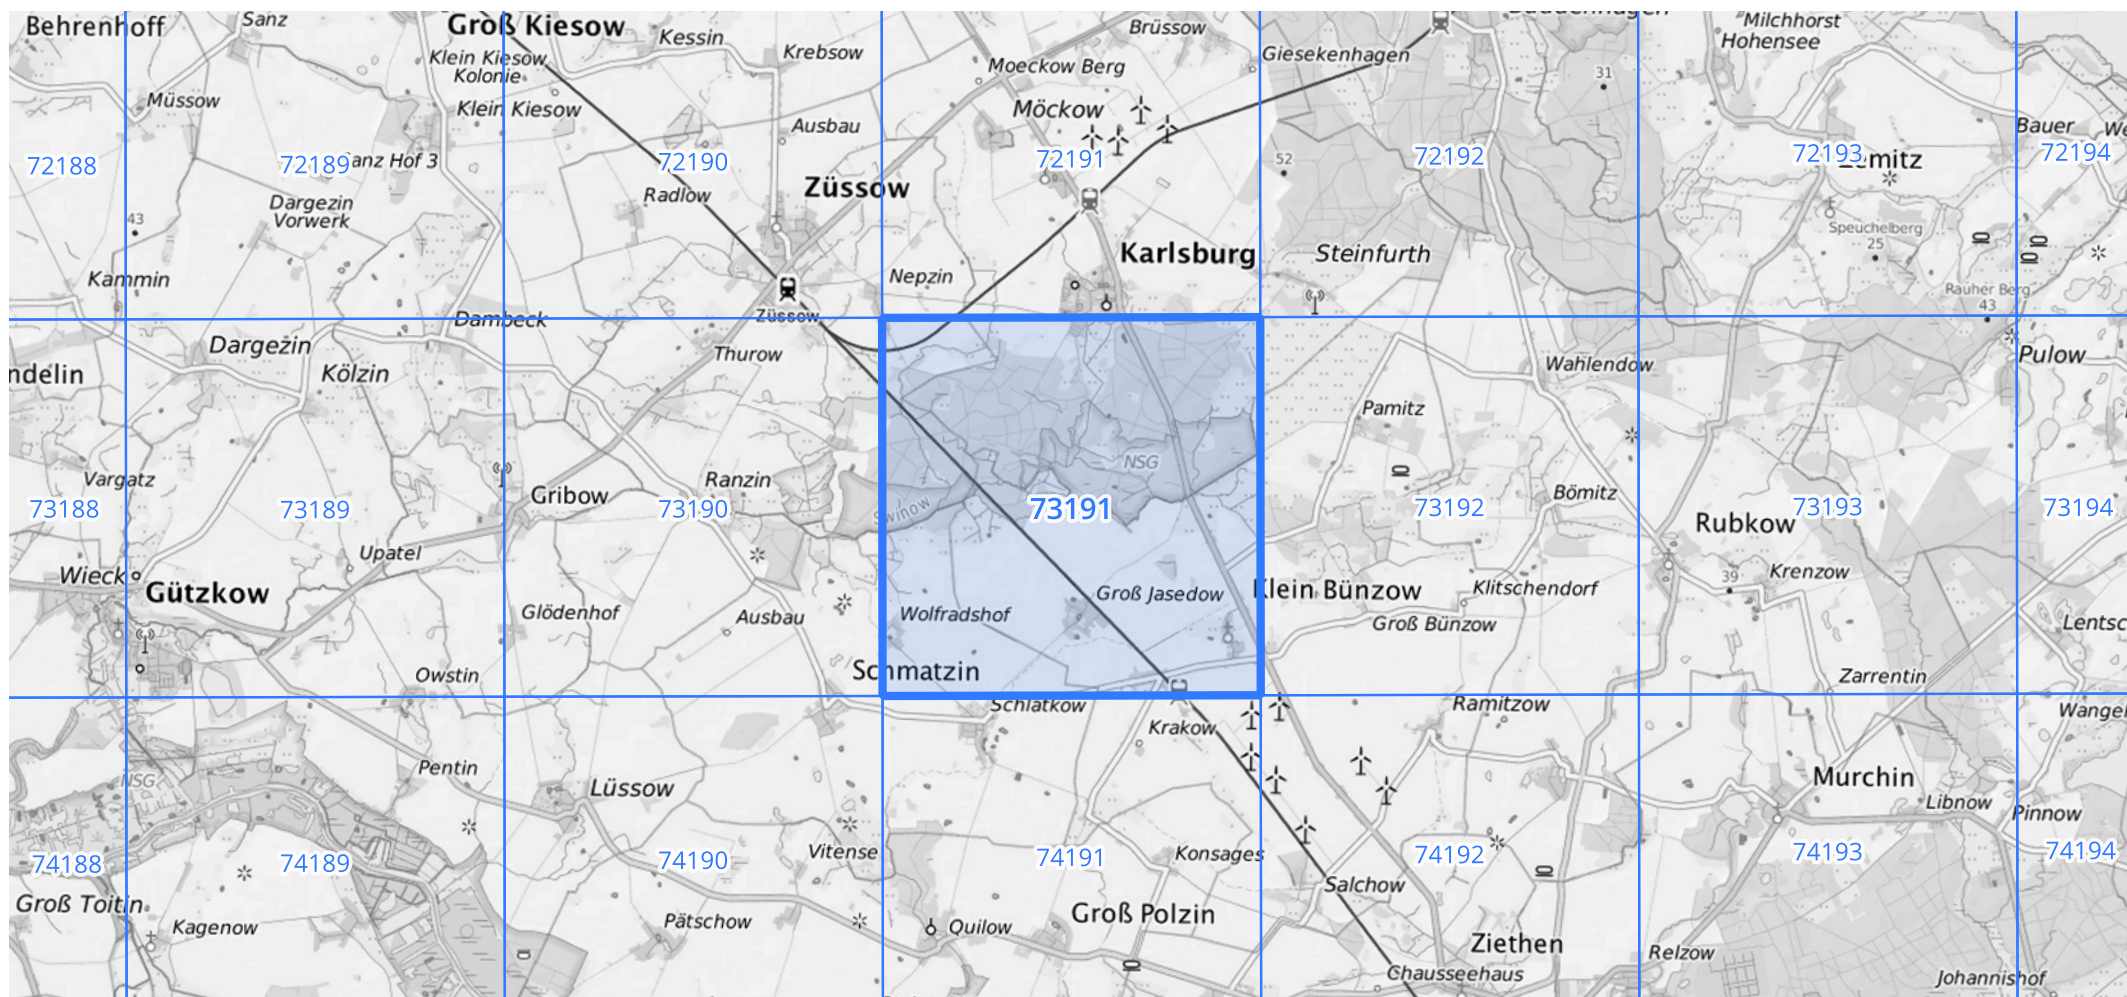 Behrenhoff
Sanz
Groß Kiesow
Kessin
Krebsow
Brüssow
Milchhorst
Hohensee
Klein Kiesow
Kolonie
Moeckow Berg
Giesekenhagen
31
Müssow
Klein Kiesow
Möckow
Ausbau
Bauer
72188
72189
72190
72191
72192
72193
72194
52
Radlow
Züssow
Dargezin
Vorwerk
43
Speuchelberg
25
Karlsburg
Steinfurth
Kammin
Nepzin
Rauher Berg
43
Dambeck
Züssow
Dargezin
Thurow
Pulow
Kölzin
Wahlendow
Pamitz
NSG
Vargatz
Ranzin
Gribow
Bömitz
73188
73189
73190
73191
73192
73193
73194
Swinow
Rubkow
Upatel
Wieck
Gützkow
39
Krenzow
Klein Bünzow
Klitschendorf
Groß Jasedow
Glödenhof
Ausbau
Wolfradshof
Groß Bünzow
Owstin
Schmatzin
Zarrentin
Schlatkow
Ramitzow
Krakow
Pentin
NSG
Lüssow
Murchin
Libnow
Pinnow
Vitense
Konsages
74188
74189
74190
74191
74192
74193
74194
Salchow
Groß Toitin
Kagenow
Pätschow
Quilow
Groß Polzin
Ziethen
Relzow
Chausseehaus
Johannishof